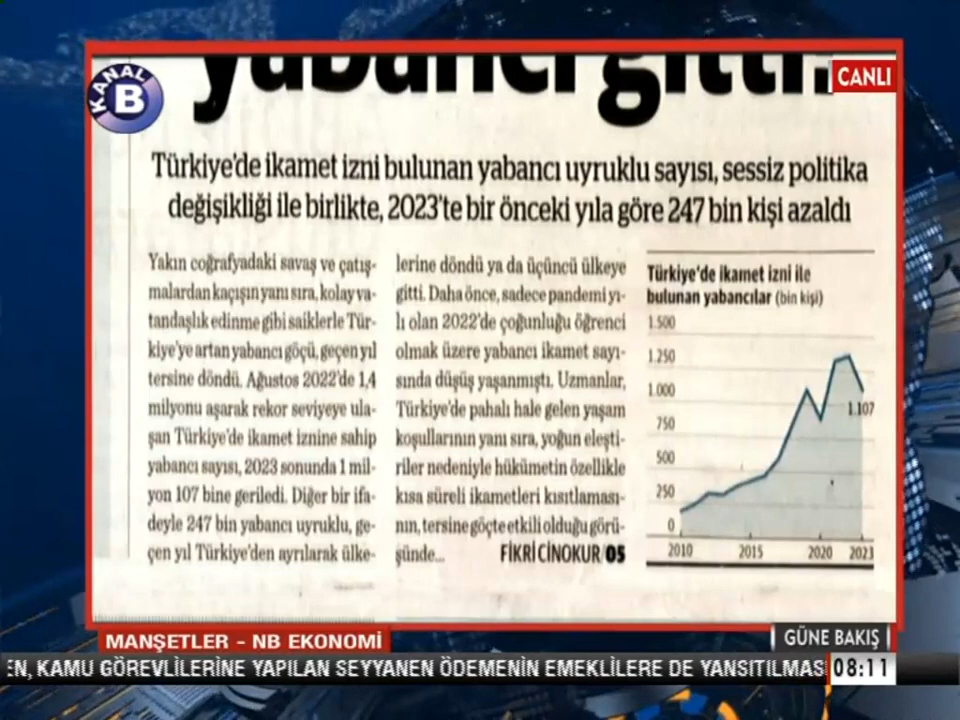 yabancı gitti!
CANLI
KANAL
B
Türkiye'de ikamet izni bulunan yabancı uyruklu sayısı, sessiz politika
değişikliği ile birlikte, 2023'te bir önceki yıla göre 247 bin kişi azaldı
Yakın coğrafyadaki savaş ve çatış-
malardan kaçışın yanı sıra, kolay va-
tandaşlık edinme gibi saiklerle Tür-
kiye'ye artan yabancı göçü, geçen yıl
tersine döndü. Ağustos 2022'de 1,4
milyonu aşarak rekor seviyeye ula-
şan Türkiye'de ikamet iznine sahip
yabancı sayısı, 2023 sonunda 1 mil-
yon 107 bine geriledi. Diğer bir ifa-
deyle 247 bin yabancı uyruklu, ge-
çen yıl Türkiye'den ayrılarak ülke-
lerine döndü ya da üçüncü ülkeye
gitti. Daha önce, sadece pandemi yı-
lı olan 2022'de çoğunluğu öğrenci
olmak üzere yabancı ikamet sayı-
sında düşüş yaşanmıştı. Uzmanlar,
Türkiye'de pahalı hale gelen yaşam
koşullarının yanı sıra, yoğun eleşti-
riler nedeniyle hükümetin özellikle
kısa süreli ikametleri kısıtlaması-
nın, tersine göçte etkili olduğu görü-
şünde... FİKRİ CİNOKUR/05
Türkiye'de ikamet izni ile
bulunan yabancılar (bin kişi)
1.500
1.250
1.000
750
500
250
0
1.107
2010 2015 2020 2023
MANŞETLER - NB EKONOMİ
GÜNE BAKIŞ
EN, KAMU GÖREVLİLERİNE YAPILAN SEYYANEN ÖDEMENİN EMEKLİLERE DE YANSITILMAS
08:11